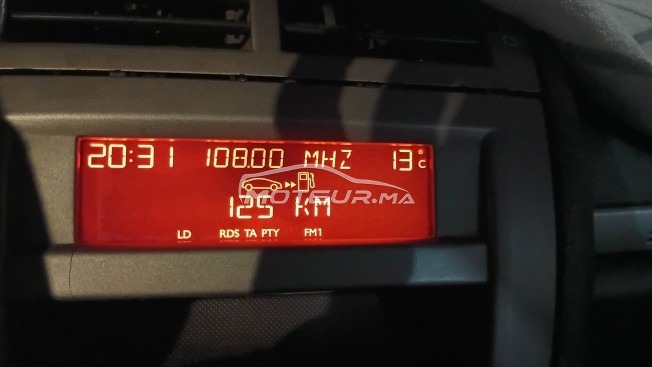 20:31 108.00 MHZ 13°C
125 KM
MOTEUR.MA
LD RDS TA PTY FM1